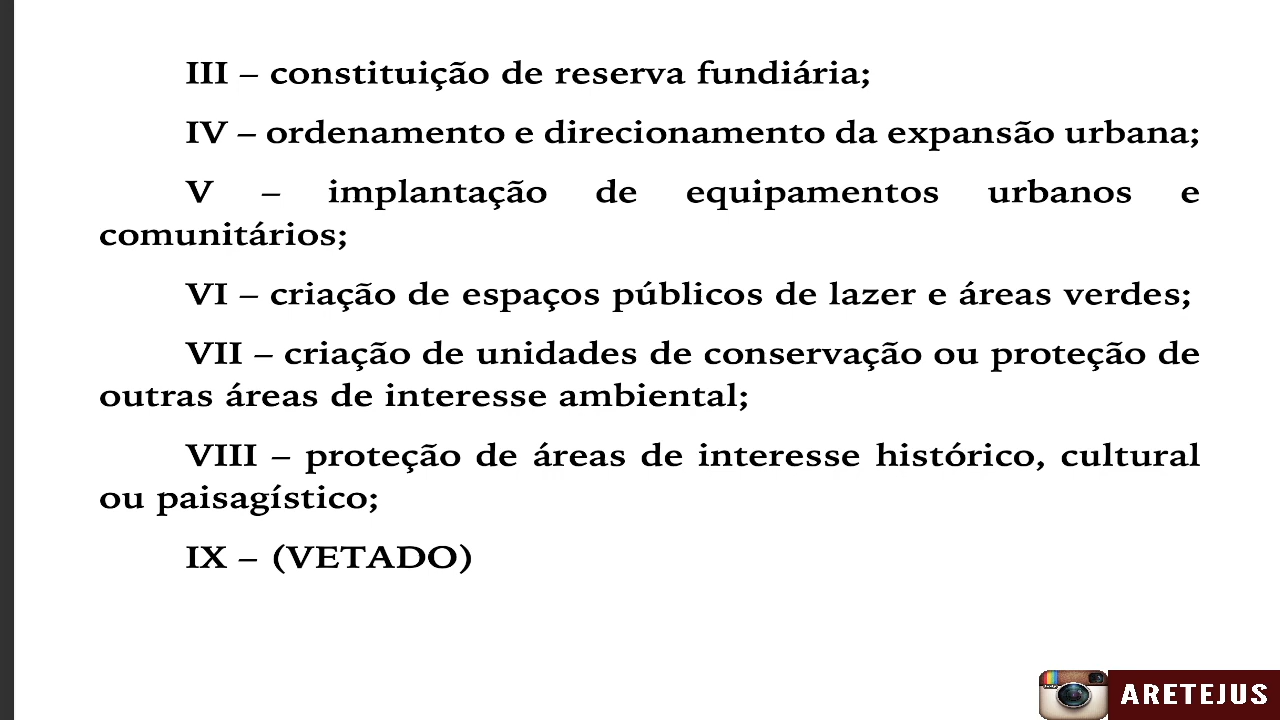 III – constituição de reserva fundiária;
IV – ordenamento e direcionamento da expansão urbana;
V – implantação de equipamentos urbanos e
comunitários;
VI – criação de espaços públicos de lazer e áreas verdes;
VII – criação de unidades de conservação ou proteção de
outras áreas de interesse ambiental;
VIII – proteção de áreas de interesse histórico, cultural
ou paisagístico;
IX – (VETADO)
ARETEJUS